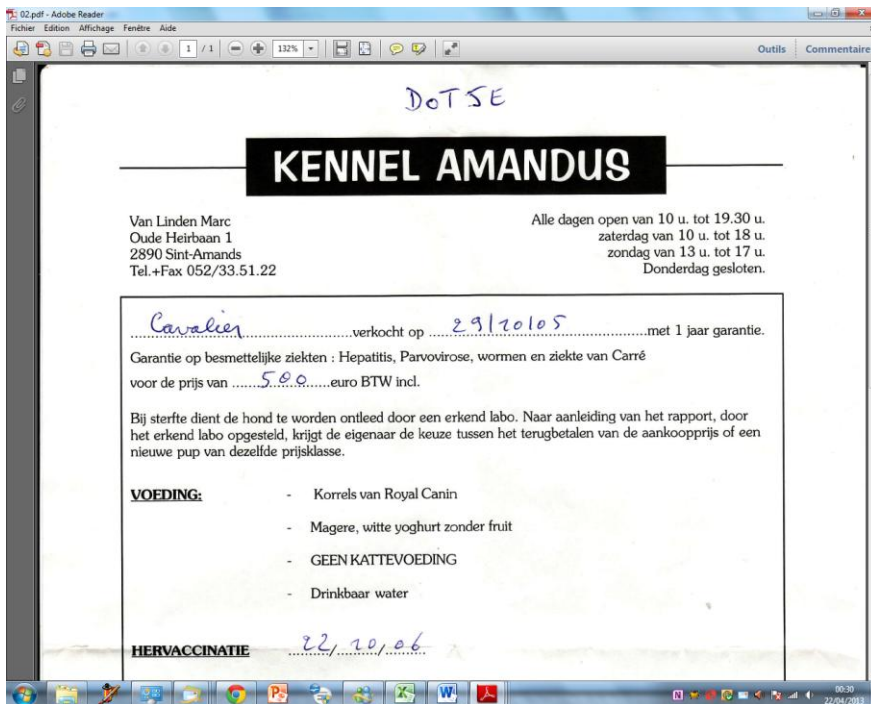 02.pdf - Adobe Reader
Fichier Edition Affichage Fenêtre Aide
1 / 1 132% Outils Commentaire
DOTSE
KENNEL AMANDUS
Van Linden Marc
Oude Heirbaan 1
2890 Sint-Amands
Tel.+Fax 052/33.51.22
Alle dagen open van 10 u. tot 19.30 u.
zaterdag van 10 u. tot 18 u.
zondag van 13 u. tot 17 u.
Donderdag gesloten.
Cavalier verkocht op 29/10/05 met 1 jaar garantie.
Garantie op besmettelijke ziekten : Hepatitis, Parvovirose, wormen en ziekte van Carré
voor de prijs van 500 euro BTW incl.
Bij sterfte dient de hond te worden ontleed door een erkend labo. Naar aanleiding van het rapport, door
het erkend labo opgesteld, krijgt de eigenaar de keuze tussen het terugbetalen van de aankoopprijs of een
nieuwe pup van dezelfde prijsklasse.
VOEDING:
- Korrels van Royal Canin
- Magere, witte yoghurt zonder fruit
- GEEN KATTEVOEDING
- Drinkbaar water
HERVACCINATIE 22/10/06
00:30
22/04/2013